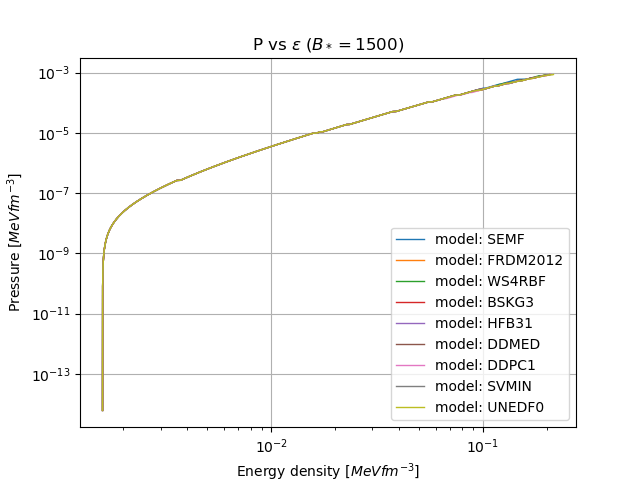 P vs ε (B* = 1500)
Pressure [MeVfm⁻³]
10⁻³
10⁻⁵
10⁻⁷
10⁻⁹
10⁻¹¹
10⁻¹³
model: SEMF
model: FRDM2012
model: WS4RBF
model: BSKG3
model: HFB31
model: DDMED
model: DDPC1
model: SVMIN
model: UNEDF0
10⁻² 10⁻¹
Energy density [MeVfm⁻³]